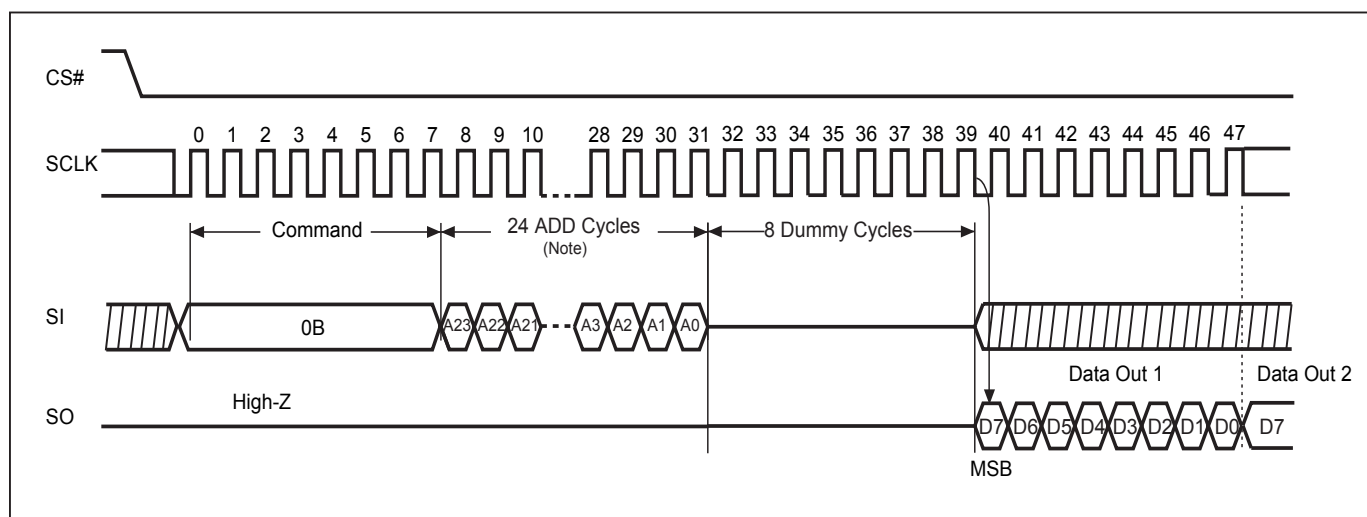 CS#
0 1 2 3 4 5 6 7 8 9 10 28 29 30 31 32 33 34 35 36 37 38 39 40 41 42 43 44 45 46 47
SCLK
Command 24 ADD Cycles 8 Dummy Cycles
(Note)
SI 0B A23 A22 A21 A3 A2 A1 A0
Data Out 1 Data Out 2
High-Z
SO D7 D6 D5 D4 D3 D2 D1 D0 D7
MSB